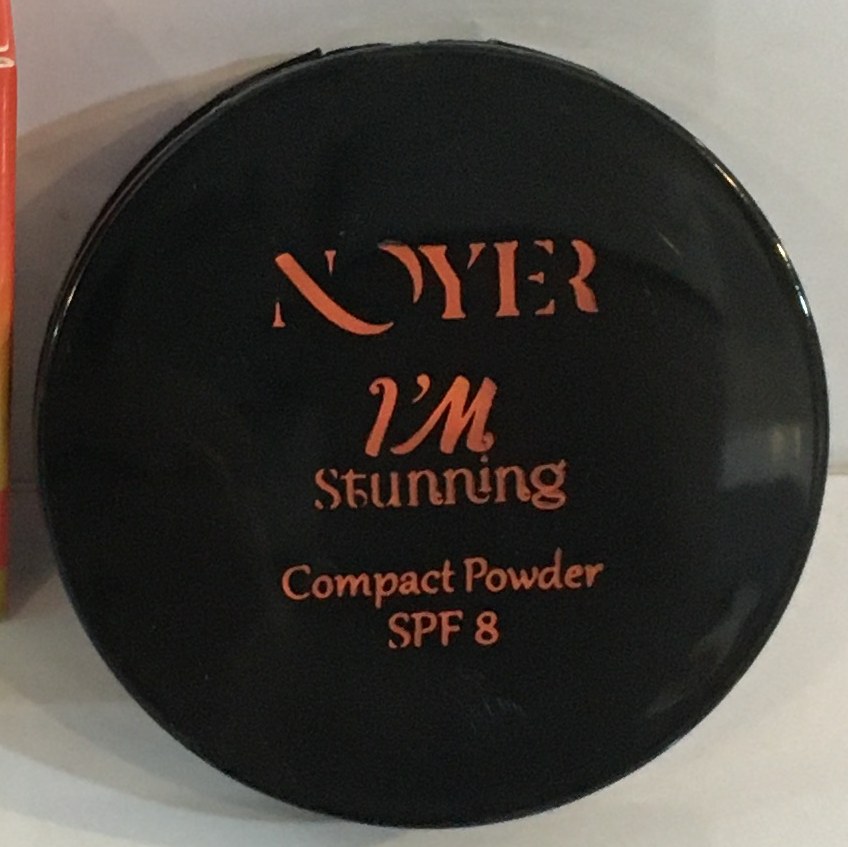 NOYER
I'M
Stunning
Compact Powder
SPF 8